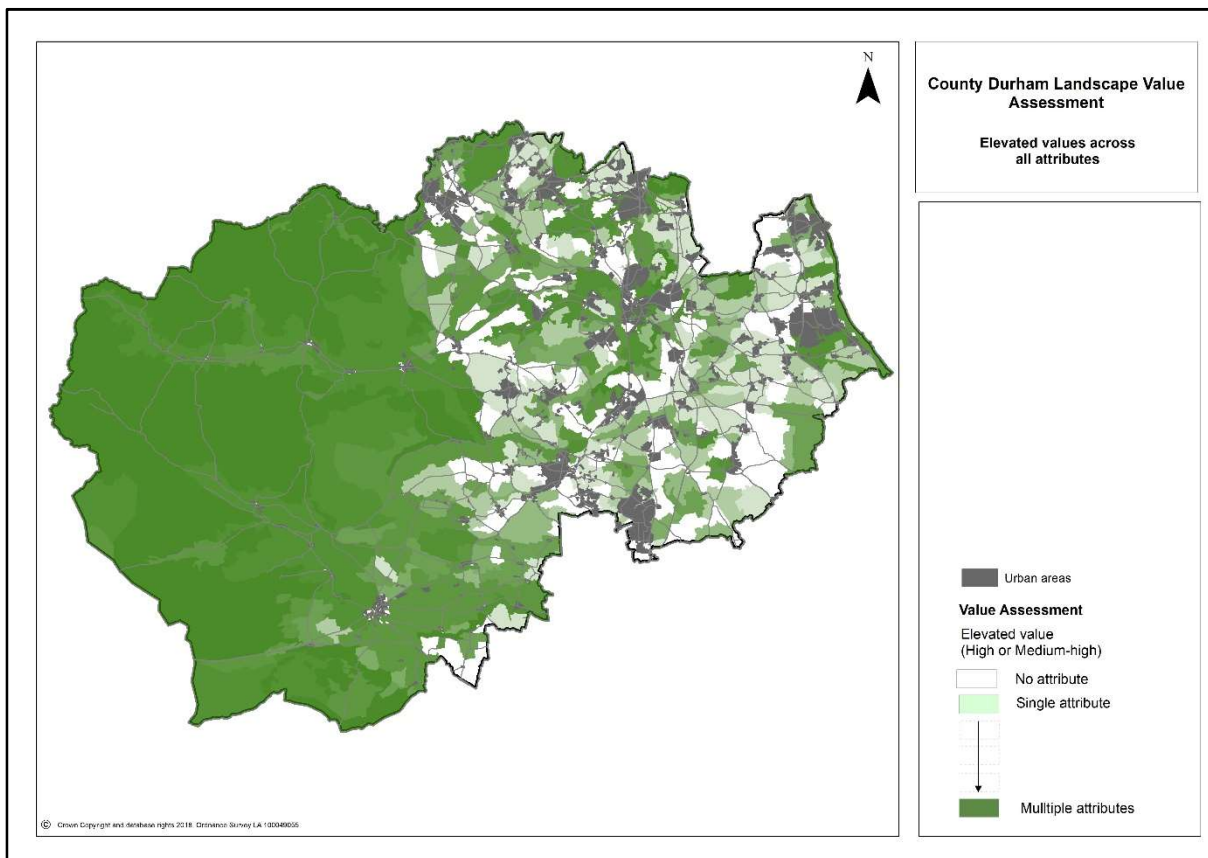 N
County Durham Landscape Value
Assessment
Elevated values across
all attributes
Urban areas
Value Assessment
Elevated value
(High or Medium-high)
No attribute
Single attribute
Mulltiple attributes
© Crown Copyright and database rights 2018. Ordnance Survey LA 100049055